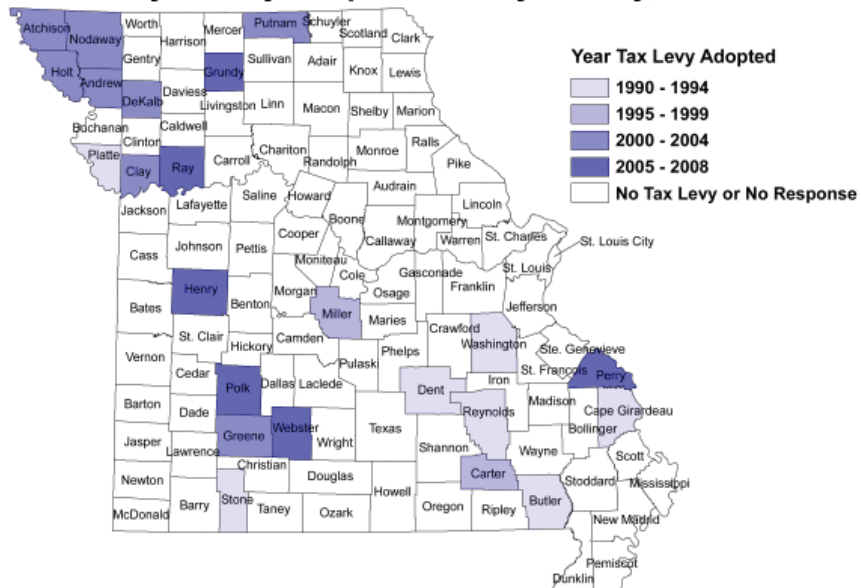 Atchison
Nodaway
Worth
Harrison
Mercer
Putnam
Schuyler
Scotland
Clark
Gentry
Sullivan
Adair
Knox
Lewis
Holt
Andrew
DeKalb
Daviess
Grundy
Livingston
Linn
Macon
Shelby
Marion
Buchanan
Clinton
Caldwell
Platte
Clay
Ray
Carroll
Chariton
Randolph
Monroe
Ralls
Pike
Audrain
Jackson
Lafayette
Saline
Howard
Boone
Callaway
Montgomery
Lincoln
Warren
St. Charles
St. Louis City
St. Louis
Cass
Johnson
Pettis
Cooper
Moniteau
Cole
Osage
Gasconade
Franklin
Jefferson
Bates
Henry
Benton
Morgan
Miller
Maries
St. Clair
Hickory
Camden
Pulaski
Phelps
Crawford
Washington
Ste. Genevieve
St. François
Perry
Vernon
Cedar
Polk
Dallas
Laclede
Dent
Iron
Reynolds
Madison
Cape Girardeau
Bollinger
Barton
Dade
Greene
Webster
Wright
Texas
Shannon
Wayne
Jasper
Lawrence
Christian
Douglas
Howell
Carter
Butler
Stoddard
Scott
Mississippi
Newton
McDonald
Barry
Stone
Taney
Ozark
Oregon
Ripley
New Madrid
Pemiscot
Dunklin
Year Tax Levy Adopted
1990 - 1994
1995 - 1999
2000 - 2004
2005 - 2008
No Tax Levy or No Response